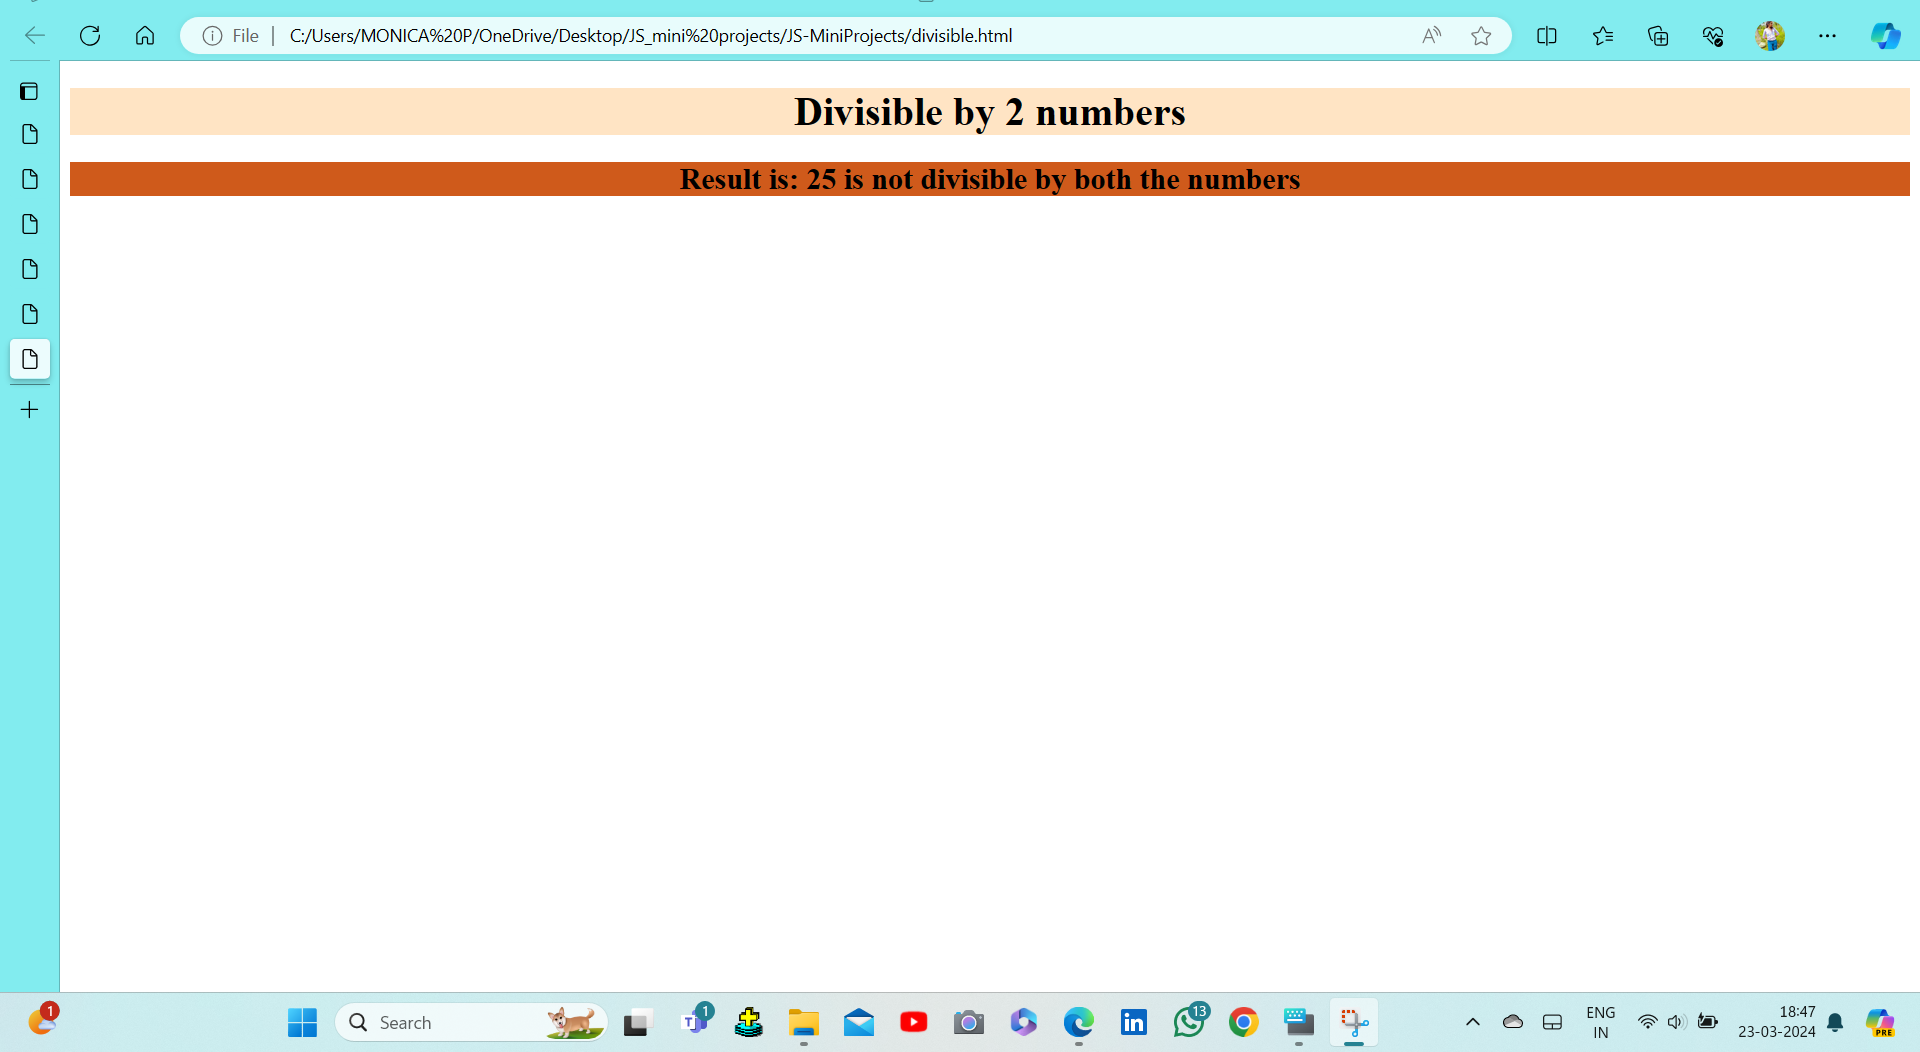 File
C:/Users/MONICA%20P/OneDrive/Desktop/JS_mini%20projects/JS-MiniProjects/divisible.html
Divisible by 2 numbers
Result is: 25 is not divisible by both the numbers
1
Search
1
13
ENG
IN
18:47
23-03-2024
PRE